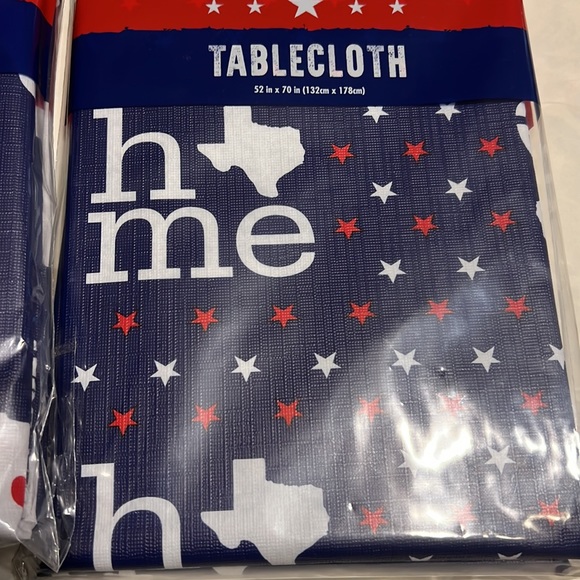 TABLECLOTH
52 in x 70 in (132cm x 178cm)
h
me
h